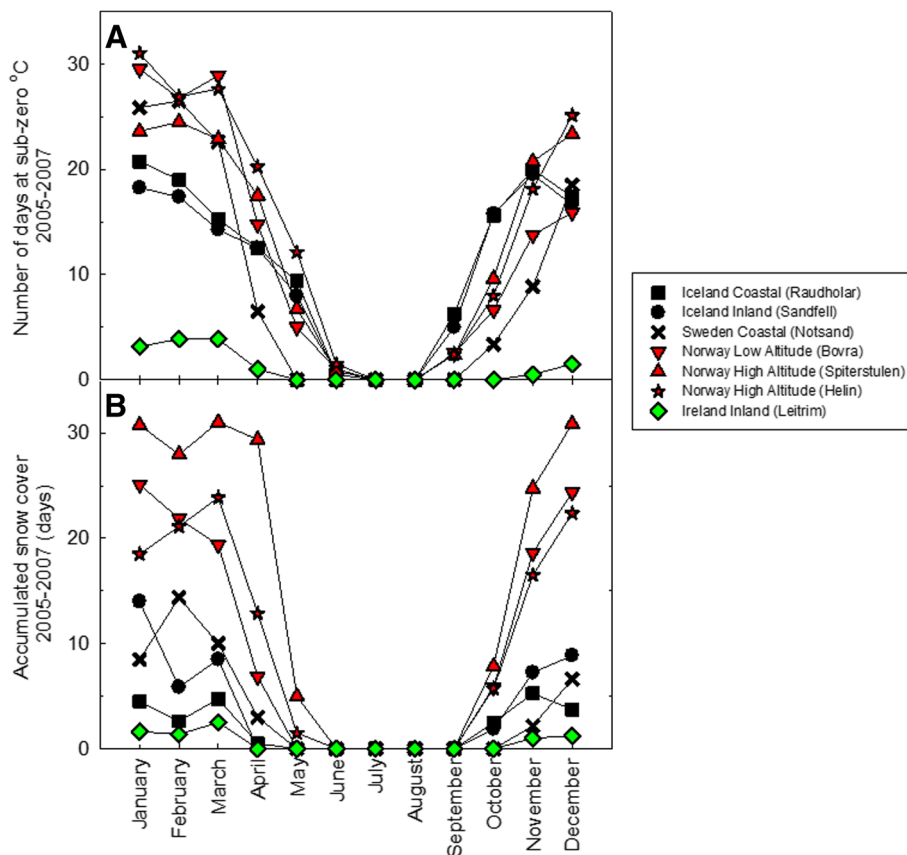 A
Number of days at sub-zero °C
2005-2007
30
20
10
0
B
Accumulated snow cover
2005-2007 (days)
30
20
10
0
January
February
March
April
May
June
July
August
September
October
November
December
Iceland Coastal (Raudholar)
Iceland Inland (Sandfell)
Sweden Coastal (Notsand)
Norway Low Altitude (Bovra)
Norway High Altitude (Spiterstulen)
Norway High Altitude (Helin)
Ireland Inland (Leitrim)